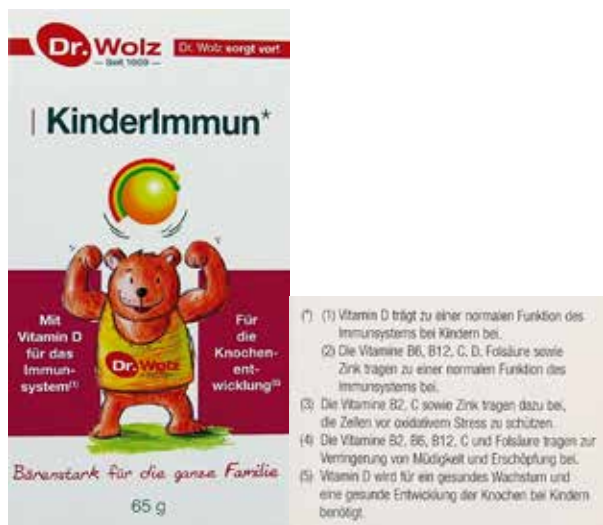 Dr. Wolz
— Seit 1969 —
Dr. Wolz sorgt vor!
KinderImmun*
Mit
Vitamin D
für das
Immun-
system(1)
Für
die
Knochen-
ent-
wicklung(5)
Dr. Wolz
Bärenstark für die ganze Familie
65 g
(*) (1) Vitamin D trägt zu einer normalen Funktion des
Immunsystems bei Kindern bei.
(2) Die Vitamine B6, B12, C, D, Folsäure sowie
Zink tragen zu einer normalen Funktion des
Immunsystems bei.
(3) Die Vitamine B2, C sowie Zink tragen dazu bei,
die Zellen vor oxidativem Stress zu schützen.
(4) Die Vitamine B2, B6, B12, C und Folsäure tragen zur
Verringerung von Müdigkeit und Erschöpfung bei.
(5) Vitamin D wird für ein gesundes Wachstum und
eine gesunde Entwicklung der Knochen bei Kindern
benötigt.